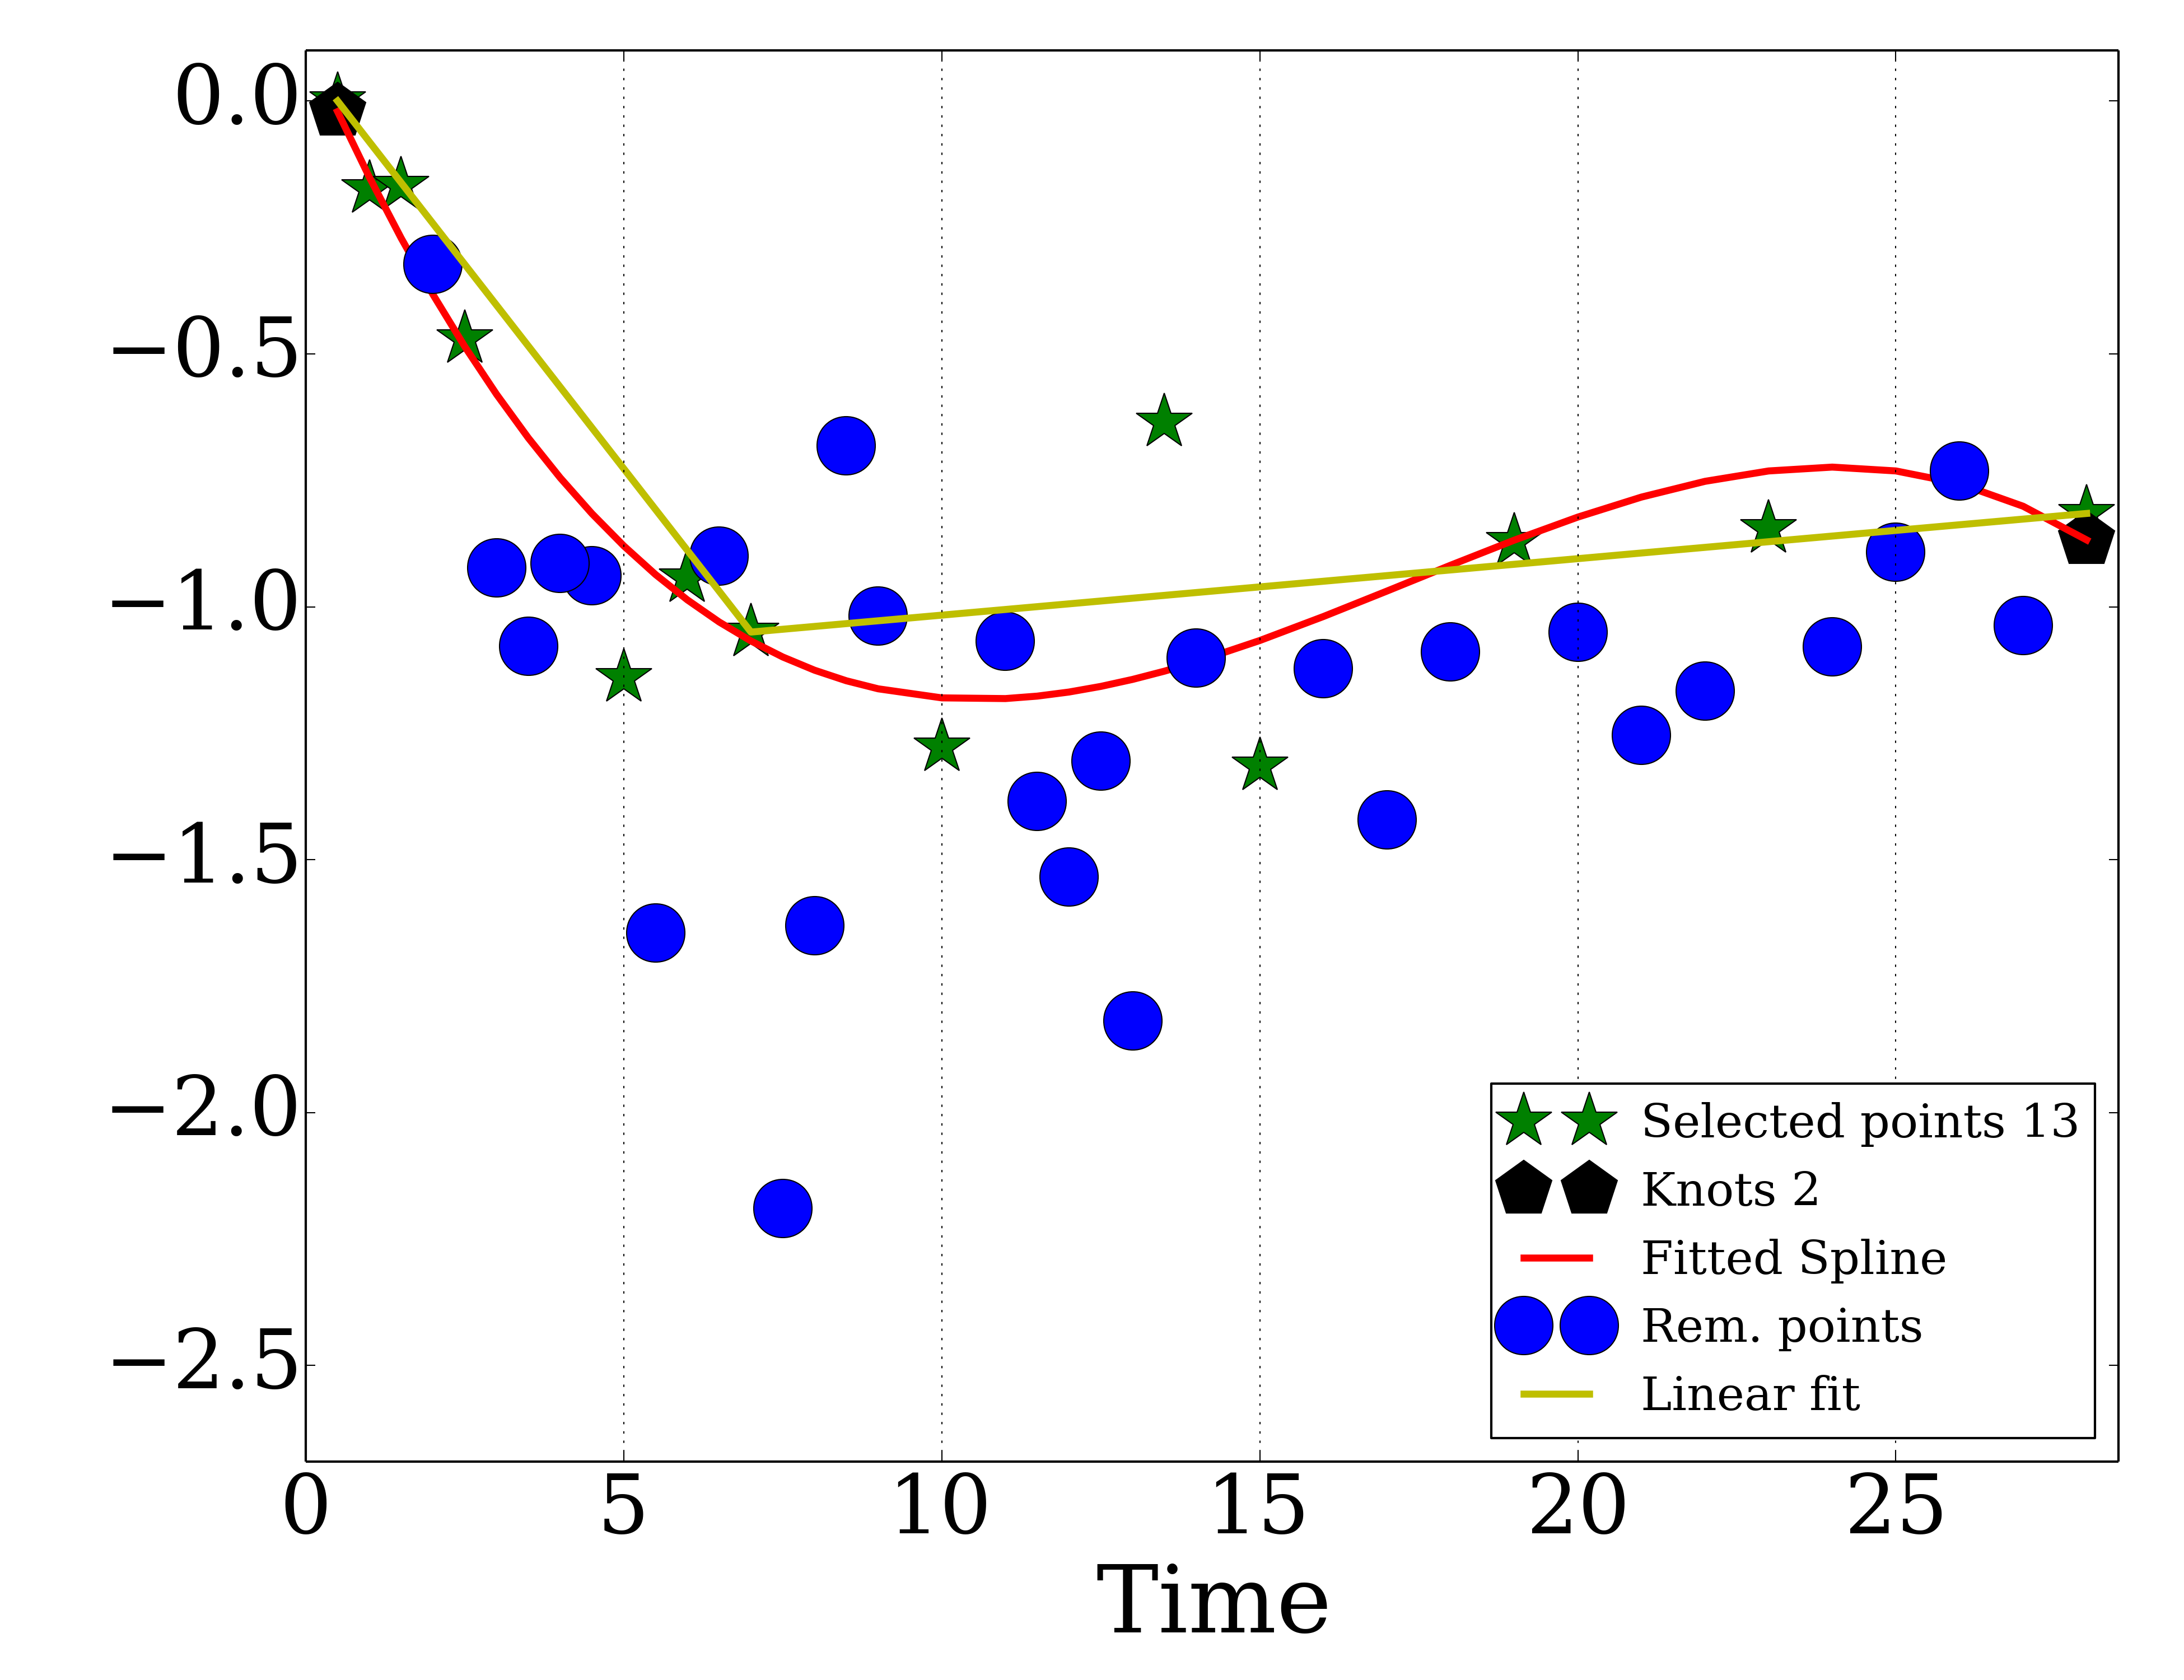 0.0
−0.5
−1.0
−1.5
−2.0
−2.5
0 5 10 15 20 25
Time
Selected points 13
Knots 2
Fitted Spline
Rem. points
Linear fit